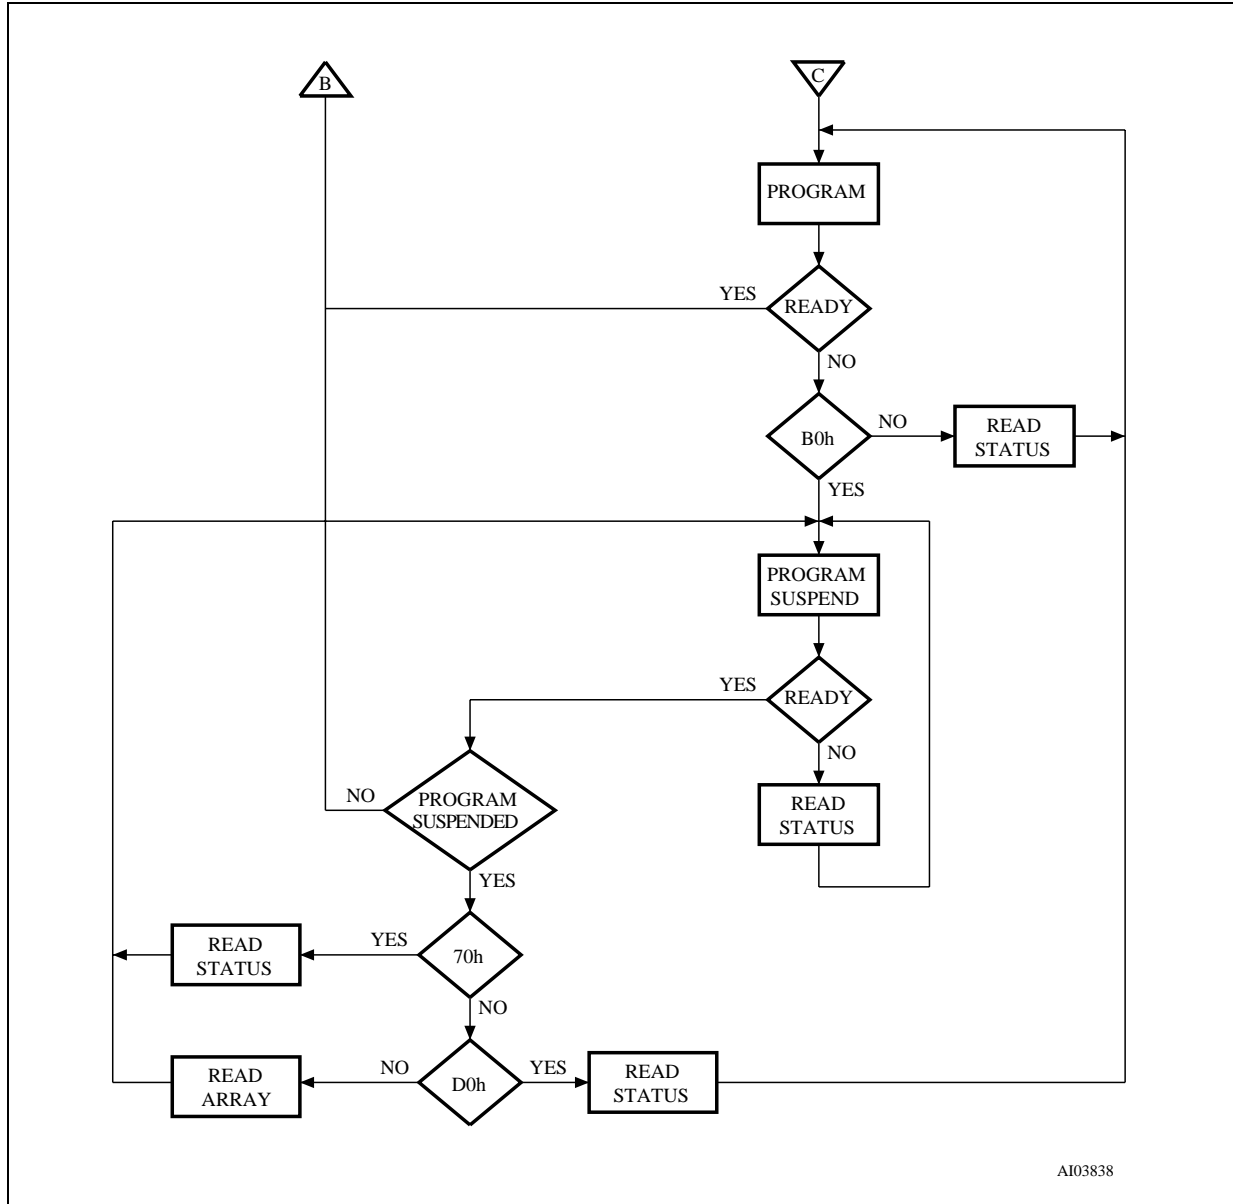 B
C
PROGRAM
YES
READY
NO
B0h
NO
READ
STATUS
YES
PROGRAM
SUSPEND
YES
READY
NO
NO
PROGRAM
SUSPENDED
READ
STATUS
YES
READ
STATUS
YES
70h
NO
READ
ARRAY
NO
D0h
YES
READ
STATUS
AI03838